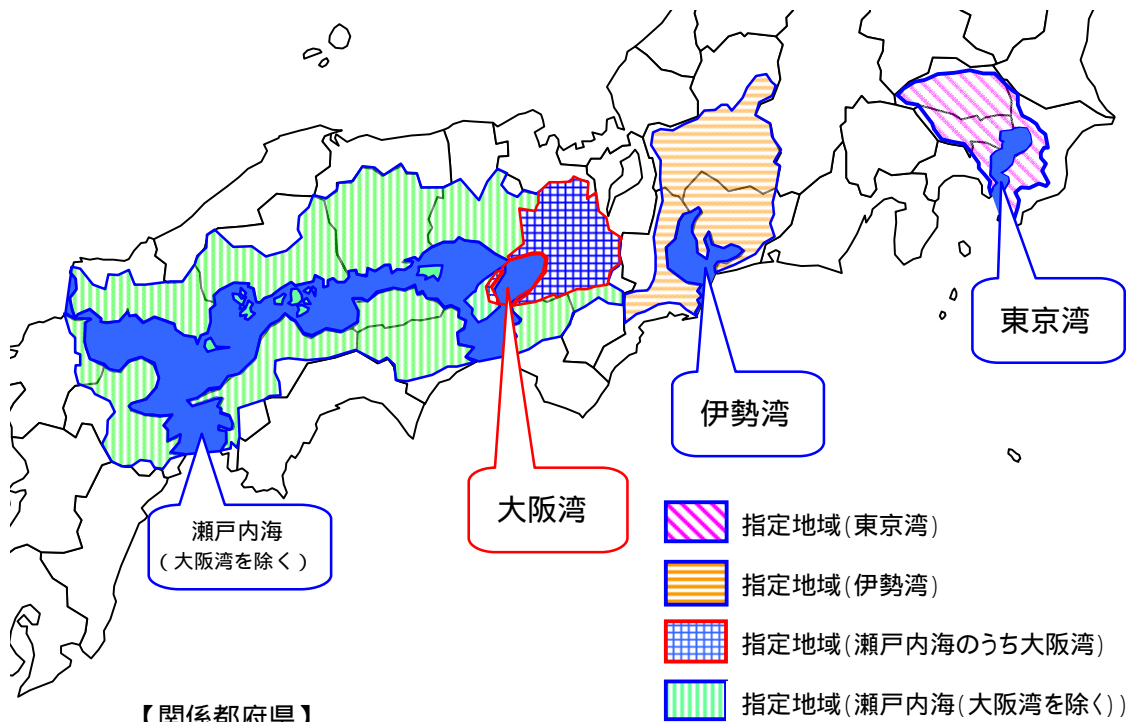 東京湾
伊勢湾
大阪湾
瀬戸内海
(大阪湾を除く)
指定地域(東京湾)
指定地域(伊勢湾)
指定地域(瀬戸内海のうち大阪湾)
指定地域(瀬戸内海(大阪湾を除く))
【関係都府県】